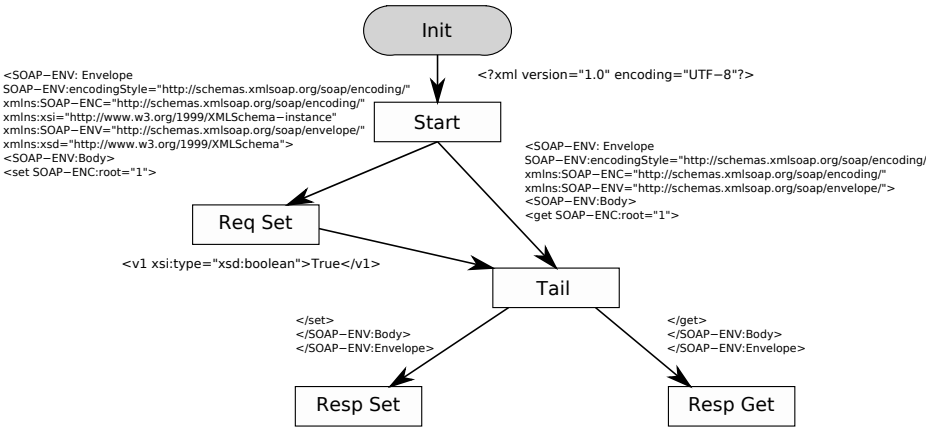 Init
<?xml version="1.0" encoding="UTF−8"?>
<SOAP−ENV: Envelope
SOAP−ENV:encodingStyle="http://schemas.xmlsoap.org/soap/encoding/"
xmlns:SOAP−ENC="http://schemas.xmlsoap.org/soap/encoding/"
xmlns:xsi="http://www.w3.org/1999/XMLSchema−instance"
xmlns:SOAP−ENV="http://schemas.xmlsoap.org/soap/envelope/"
xmlns:xsd="http://www.w3.org/1999/XMLSchema">
<SOAP−ENV:Body>
<set SOAP−ENC:root="1">
Start
<SOAP−ENV: Envelope
SOAP−ENV:encodingStyle="http://schemas.xmlsoap.org/soap/encoding/
xmlns:SOAP−ENC="http://schemas.xmlsoap.org/soap/encoding/"
xmlns:SOAP−ENV="http://schemas.xmlsoap.org/soap/envelope/">
<SOAP−ENV:Body>
<get SOAP−ENC:root="1">
Req Set
<v1 xsi:type="xsd:boolean">True</v1>
Tail
</set>
</SOAP−ENV:Body>
</SOAP−ENV:Envelope>
</get>
</SOAP−ENV:Body>
</SOAP−ENV:Envelope>
Resp Set
Resp Get